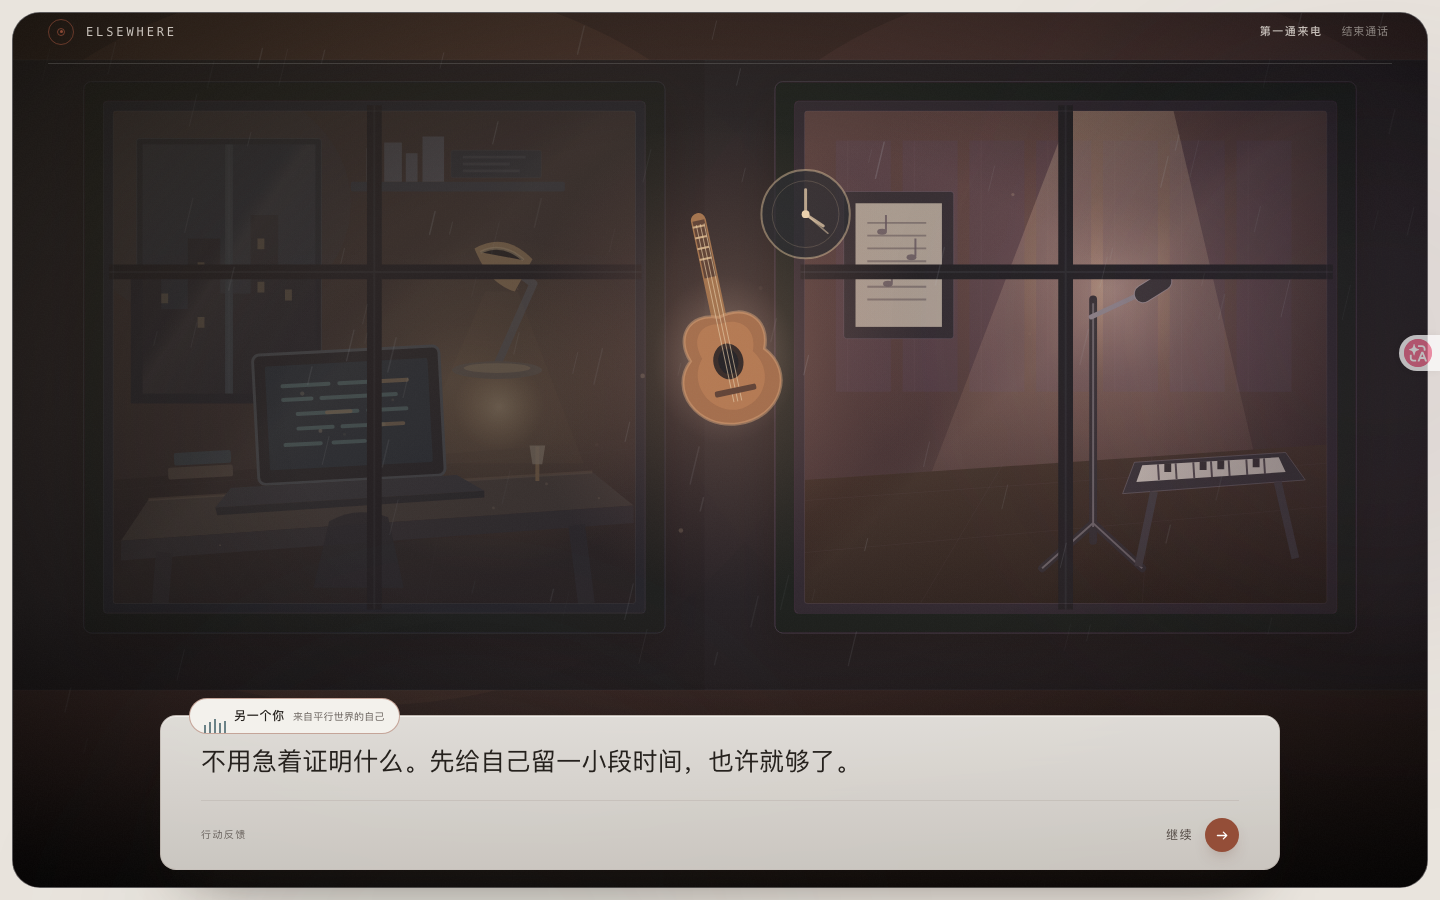 ELSEWHERE
第一通来电
结束通话
另一个你 来自平行世界的自己
不用急着证明什么。先给自己留一小段时间，也许就够了。
行动反馈
继续